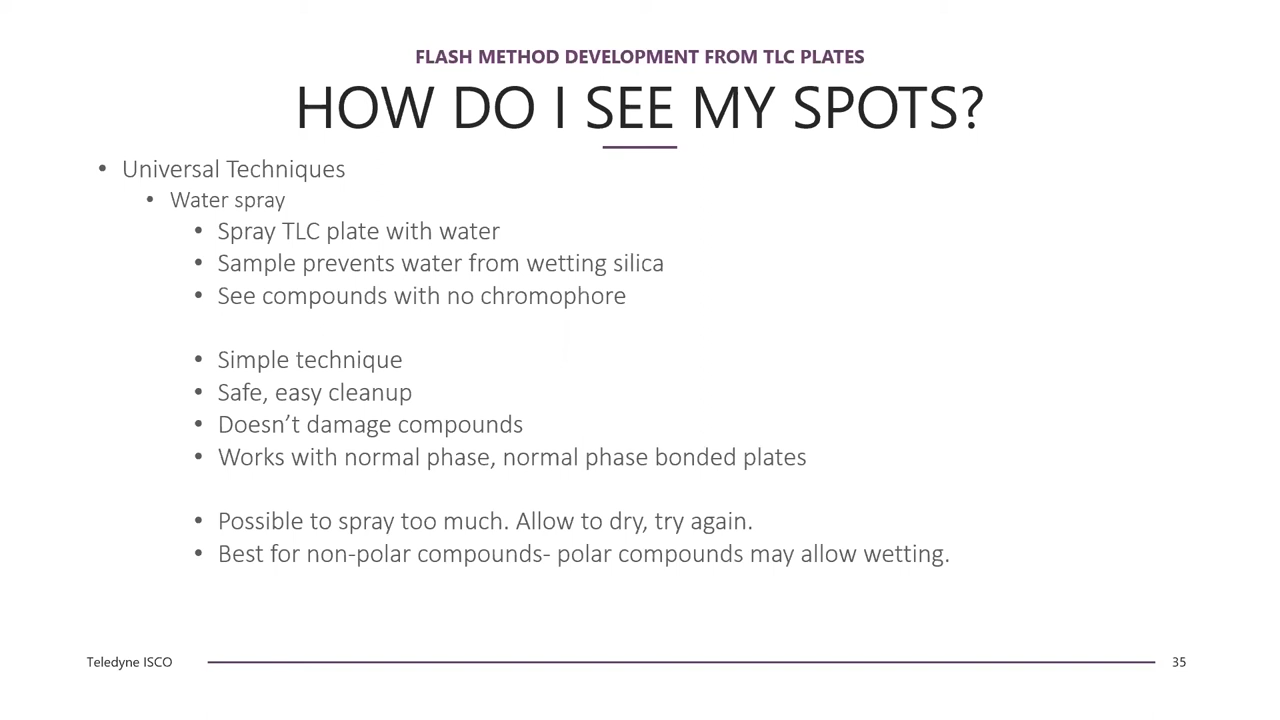 FLASH METHOD DEVELOPMENT FROM TLC PLATES
HOW DO I SEE MY SPOTS?
• Universal Techniques
• Water spray
• Spray TLC plate with water
• Sample prevents water from wetting silica
• See compounds with no chromophore
• Simple technique
• Safe, easy cleanup
• Doesn’t damage compounds
• Works with normal phase, normal phase bonded plates
• Possible to spray too much. Allow to dry, try again.
• Best for non-polar compounds- polar compounds may allow wetting.
Teledyne ISCO
35